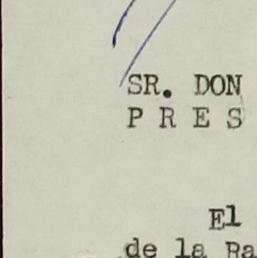 SR. DON
P R E S
El
de la Ra